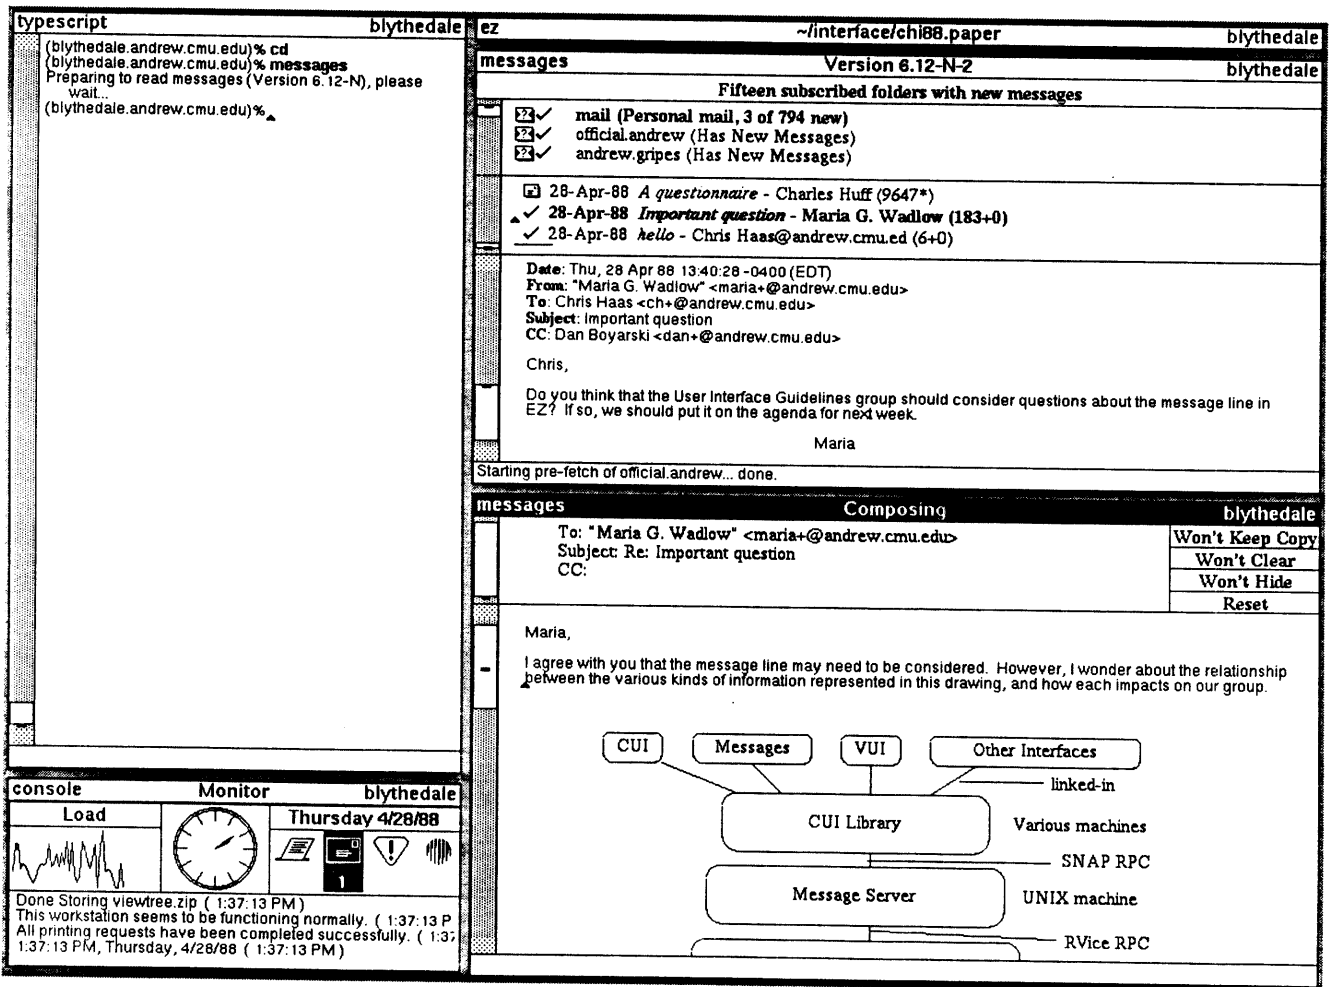 typescript blythedale
(blythedale.andrew.cmu.edu)% cd
(blythedale.andrew.cmu.edu)% messages
Preparing to read messages (Version 6.12-N), please
wait...
(blythedale.andrew.cmu.edu)%
ez ~/interface/chi88.paper blythedale
messages Version 6.12-N-2 blythedale
Fifteen subscribed folders with new messages
mail (Personal mail, 3 of 794 new)
official.andrew (Has New Messages)
andrew.gripes (Has New Messages)
28-Apr-88 A questionnaire - Charles Huff (9647*)
28-Apr-88 Important question - Maria G. Wadlow (183+0)
28-Apr-88 hello - Chris Haas@andrew.cmu.ed (6+0)
Date: Thu, 28 Apr 88 13:40:28 -0400 (EDT)
From: "Maria G. Wadlow" <maria+@andrew.cmu.edu>
To: Chris Haas <ch+@andrew.cmu.edu>
Subject: Important question
CC: Dan Boyarski <dan+@andrew.cmu.edu>
Chris,
Do you think that the User Interface Guidelines group should consider questions about the message line in
EZ? If so, we should put it on the agenda for next week.
Maria
Starting pre-fetch of official.andrew... done.
messages Composing blythedale
To: "Maria G. Wadlow" <maria+@andrew.cmu.edu>
Subject: Re: Important question
CC:
Won't Keep Copy
Won't Clear
Won't Hide
Reset
Maria,
I agree with you that the message line may need to be considered. However, I wonder about the relationship
between the various kinds of information represented in this drawing, and how each impacts on our group.
CUI Messages VUI Other Interfaces
linked-in
CUI Library Various machines
SNAP RPC
Message Server UNIX machine
RVice RPC
console Monitor blythedale
Load Thursday 4/28/88
1
Done Storing viewtree.zip ( 1:37:13 PM )
This workstation seems to be functioning normally. ( 1:37:13 P
All printing requests have been completed successfully. ( 1:37
1:37:13 PM, Thursday, 4/28/88 ( 1:37:13 PM )